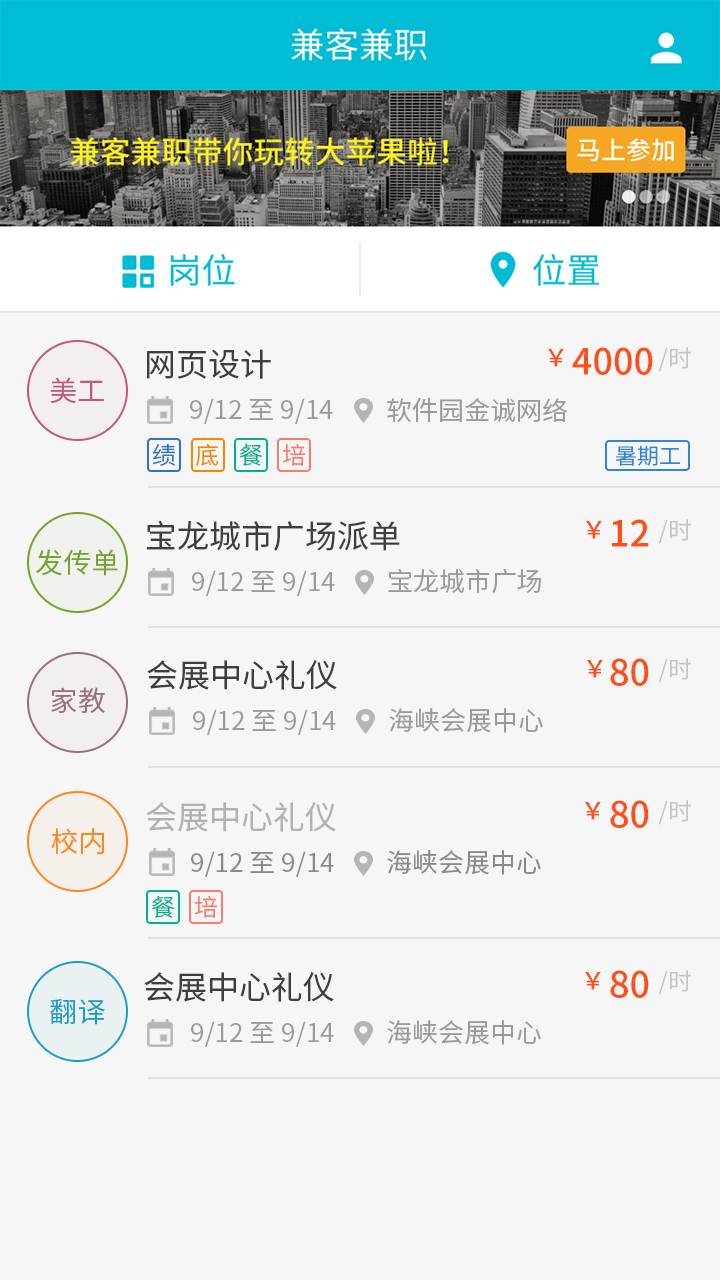 兼客兼职
兼客兼职带你玩转大苹果啦!
马上参加
岗位
位置
美工
网页设计
¥ 4000 /时
9/12 至 9/14
软件园金诚网络
绩 底 餐 培
暑期工
发传单
宝龙城市广场派单
¥ 12 /时
9/12 至 9/14
宝龙城市广场
家教
会展中心礼仪
¥ 80 /时
9/12 至 9/14
海峡会展中心
校内
会展中心礼仪
¥ 80 /时
9/12 至 9/14
海峡会展中心
餐 培
翻译
会展中心礼仪
¥ 80 /时
9/12 至 9/14
海峡会展中心